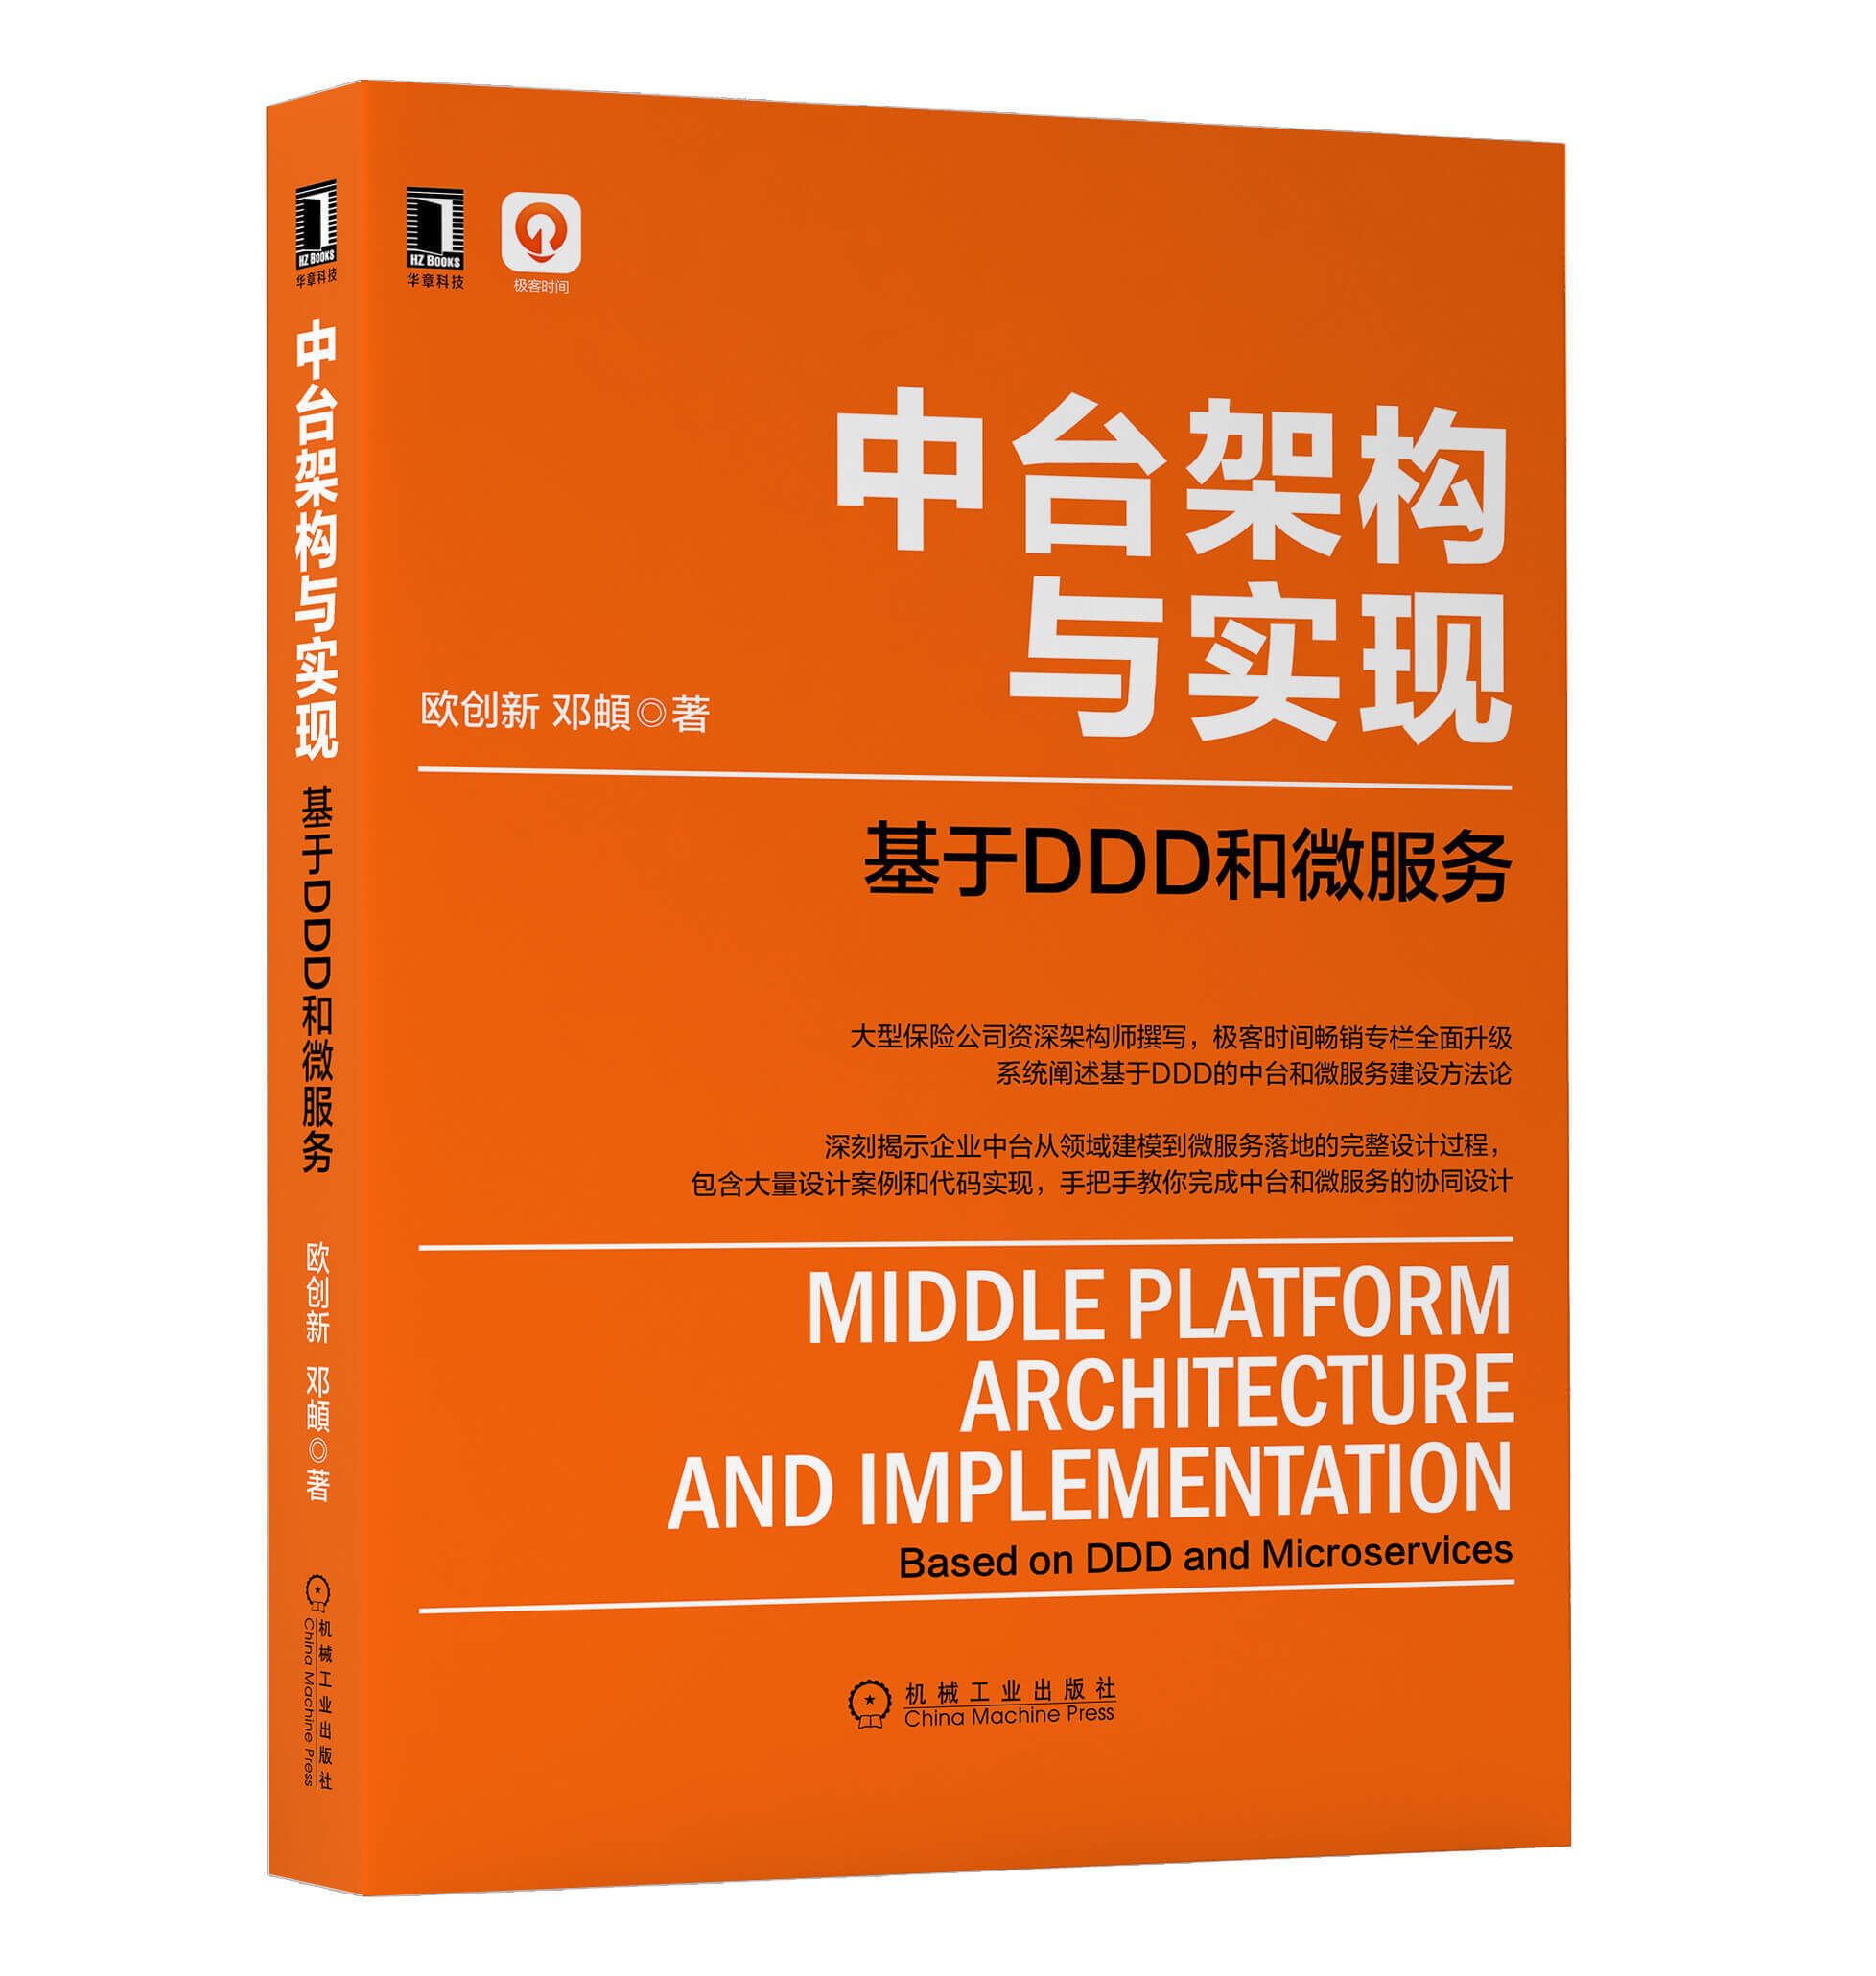 HZ BOOKS
华章科技
中台架构与实现
基于DDD和微服务
欧创新 邓頔◎著
机械工业出版社
China Machine Press
HZ BOOKS
华章科技
极客时间
中台架构
与实现
欧创新 邓頔◎著
基于DDD和微服务
大型保险公司资深架构师撰写，极客时间畅销专栏全面升级
系统阐述基于DDD的中台和微服务建设方法论
深刻揭示企业中台从领域建模到微服务落地的完整设计过程，
包含大量设计案例和代码实现，手把手教你完成中台和微服务的协同设计
MIDDLE PLATFORM
ARCHITECTURE
AND IMPLEMENTATION
Based on DDD and Microservices
机械工业出版社
China Machine Press